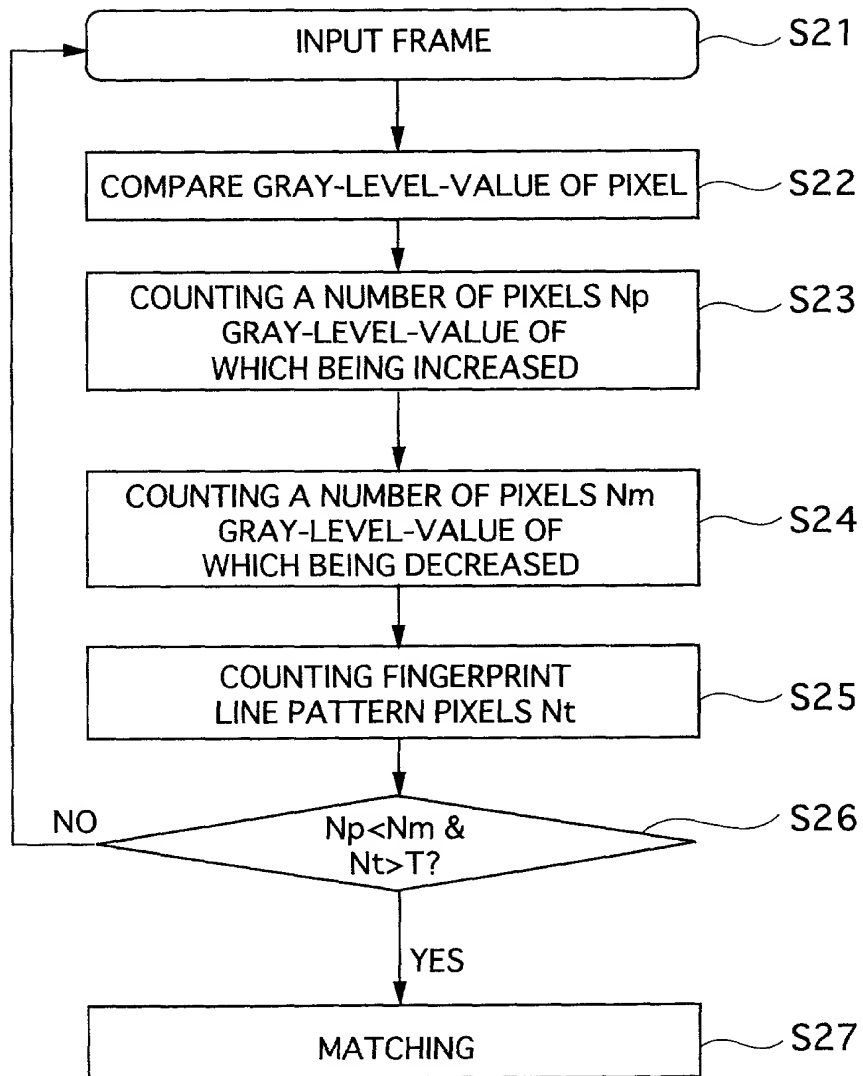 INPUT FRAME
S21
COMPARE GRAY-LEVEL-VALUE OF PIXEL
S22
COUNTING A NUMBER OF PIXELS Np
GRAY-LEVEL-VALUE OF
WHICH BEING INCREASED
S23
COUNTING A NUMBER OF PIXELS Nm
GRAY-LEVEL-VALUE OF
WHICH BEING DECREASED
S24
COUNTING FINGERPRINT
LINE PATTERN PIXELS Nt
S25
NO
Np<Nm &
Nt>T?
S26
YES
MATCHING
S27